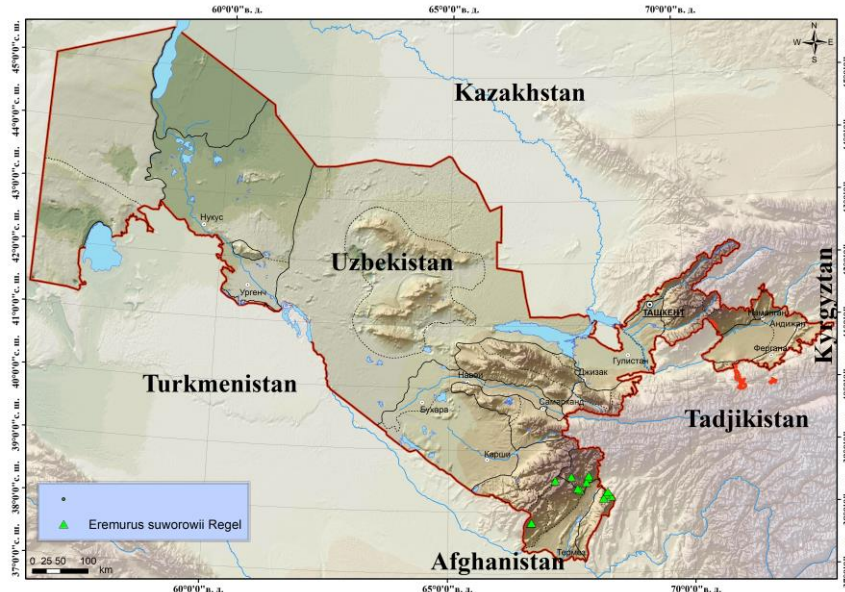 60°0'0"в. д.
65°0'0"в. д.
70°0'0"в. д.
N
W E
S
45°0'0"с. ш.
44°0'0"с. ш.
43°0'0"с. ш.
42°0'0"с. ш.
41°0'0"с. ш.
40°0'0"с. ш.
39°0'0"с. ш.
38°0'0"с. ш.
37°0'0"с. ш.
Kazakhstan
Нукус
Uzbekistan
Ургенч
ТАШКЕНТ
Наманган
Андижан
Фергана
Kyrgyztan
Гулистан
Джизак
Turkmenistan
Навои
Самарканд
Бухара
Tadjikistan
Карши
Eremurus suworowii Regel
Термез
Afghanistan
0 25 50 100
km
60°0'0"в. д.
65°0'0"в. д.
70°0'0"в. д.